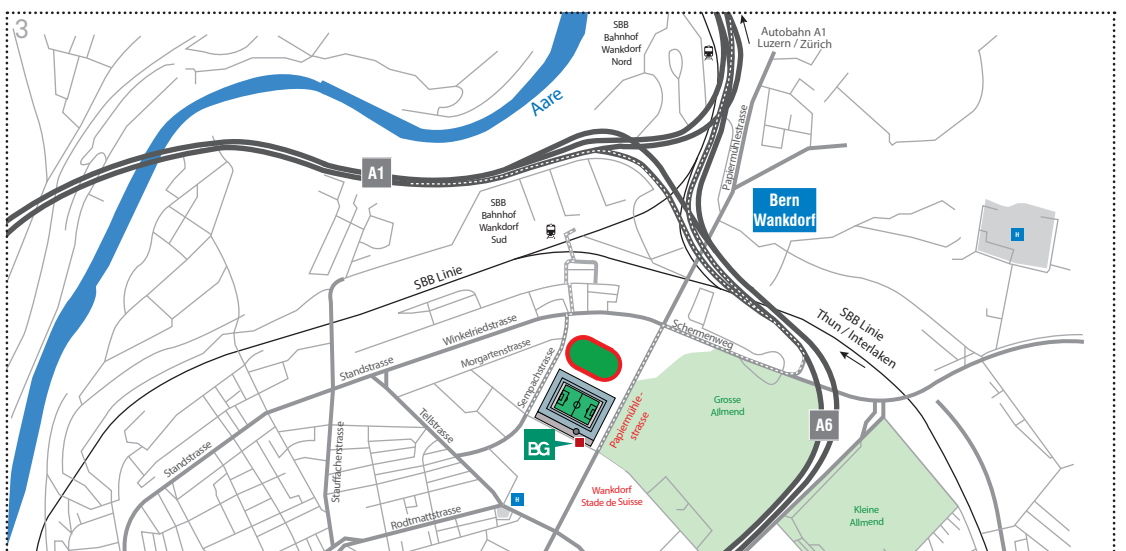 3
SBB
Bahnhof
Wankdorf
Nord
Autobahn A1
Luzern / Zürich
Aare
Papiermühlestrasse
A1
Bern
Wankdorf
SBB
Bahnhof
Wankdorf
Sud
H
SBB Linie
SBB Linie
Thun / Interlaken
Winkelriedstrasse
Schermenweg
Morgartenstrasse
Standstrasse
Sempachstrasse
Grosse
Allmend
Papiermühle -
strasse
Tellstrasse
A6
BG
Standstrasse
Stauffacherstrasse
Wankdorf
Stade de Suisse
H
Rodtmattstrasse
Kleine
Allmend